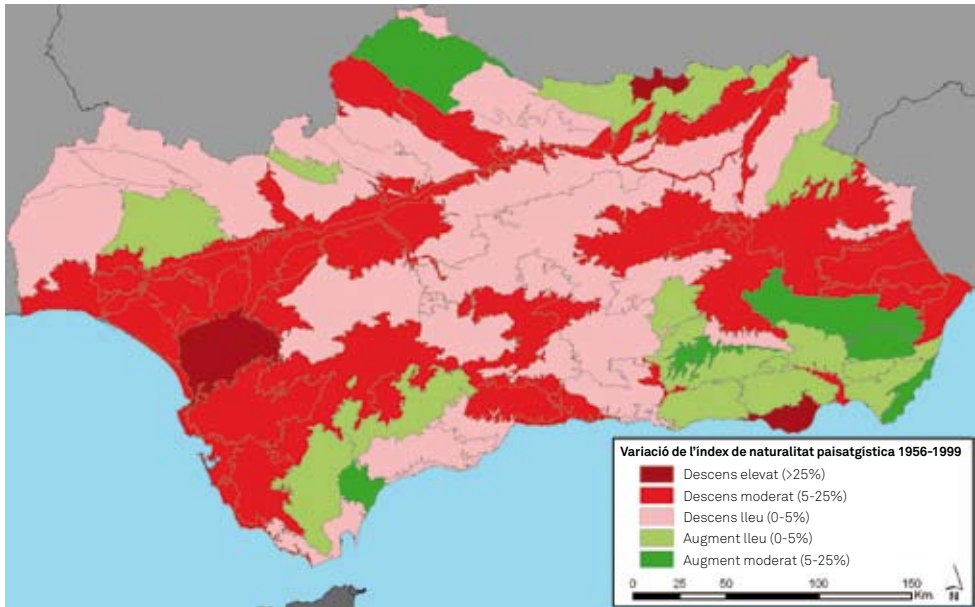 Variació de l'índex de naturalitat paisatgística 1956-1999
Descens elevat (>25%)
Descens moderat (5-25%)
Descens lleu (0-5%)
Augment lleu (0-5%)
Augment moderat (5-25%)
0 25 50 100 150
Km.
N